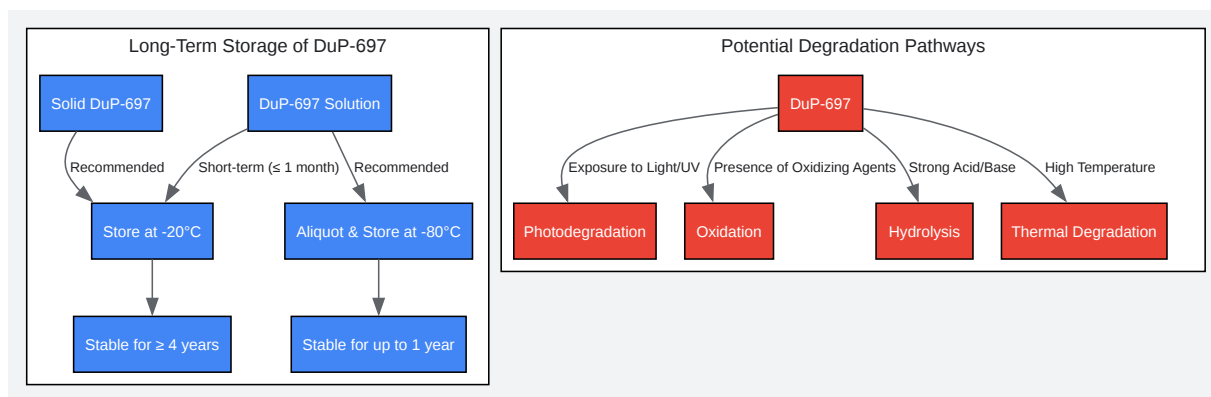 Long-Term Storage of DuP-697
Solid DuP-697
DuP-697 Solution
Recommended
Short-term (≤ 1 month)
Recommended
Store at -20°C
Aliquot & Store at -80°C
Stable for ≥ 4 years
Stable for up to 1 year
Potential Degradation Pathways
DuP-697
Exposure to Light/UV
Presence of Oxidizing Agents
Strong Acid/Base
High Temperature
Photodegradation
Oxidation
Hydrolysis
Thermal Degradation